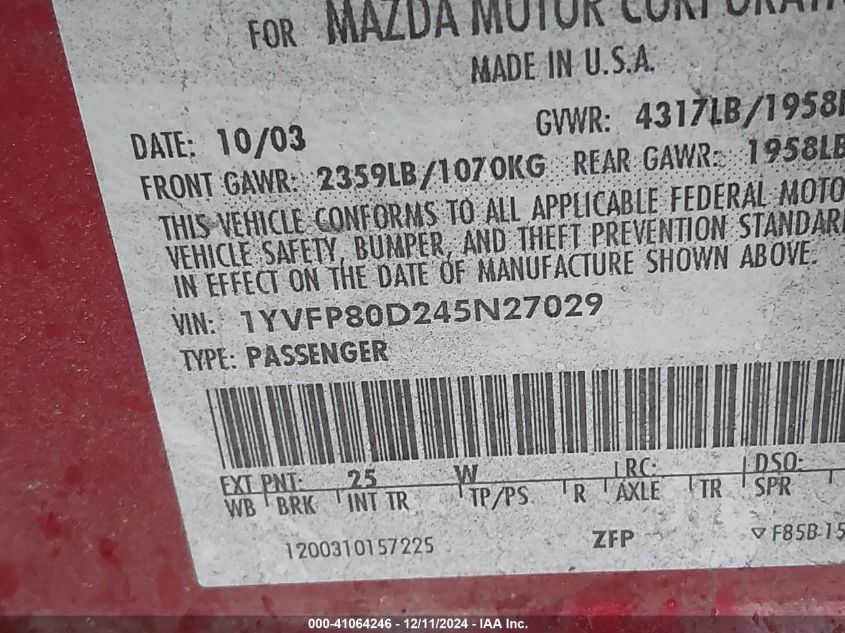 FOR MAZDA MOTOR CORPORATI
MADE IN U.S.A.
DATE: 10/03 GVWR: 4317LB/1958
FRONT GAWR: 2359LB/1070KG REAR GAWR: 1958LB
THIS VEHICLE CONFORMS TO ALL APPLICABLE FEDERAL MOTO
VEHICLE SAFETY, BUMPER, AND THEFT PREVENTION STANDAR
IN EFFECT ON THE DATE OF MANUFACTURE SHOWN ABOVE.
VIN: 1YVFP80D245N27029
TYPE: PASSENGER
EXT PNT: 25 W RC: DSO:
WB BRK INT TR TP/PS R AXLE TR SPR
1200310157225 ZFP ▽ F85B-15
000-41064246 - 12/11/2024 - IAA Inc.